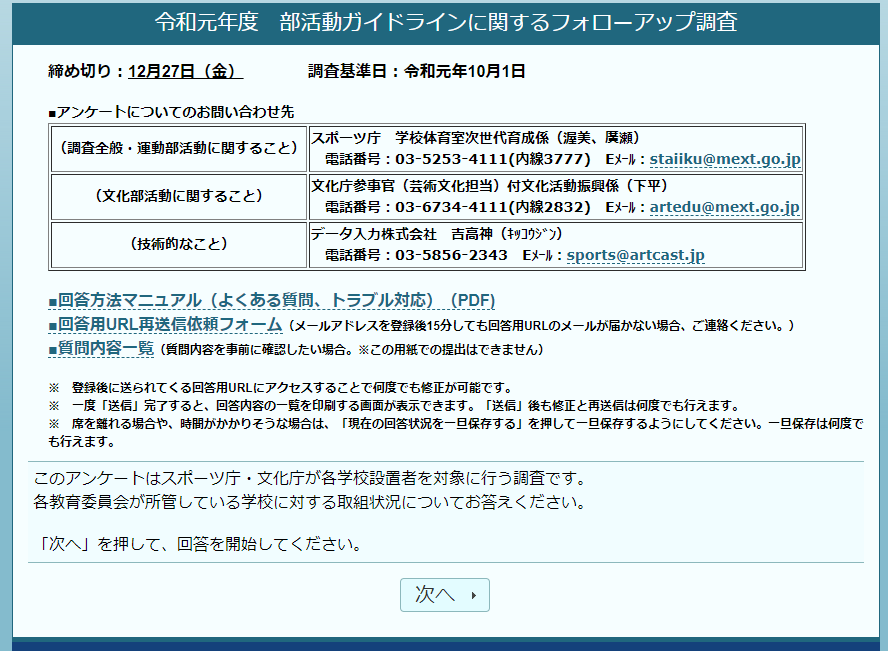 令和元年度　部活動ガイドラインに関するフォローアップ調査
締め切り：12月27日（金）　調査基準日：令和元年10月1日
■アンケートについてのお問い合わせ先
（調査全般・運動部活動に関すること）
スポーツ庁　学校体育室次世代育成係（渥美、廣瀬）
電話番号：03-5253-4111(内線3777)　Eﾒｰﾙ：staiiku@mext.go.jp
（文化部活動に関すること）
文化庁参事官（芸術文化担当）付文化活動振興係（下平）
電話番号：03-6734-4111(内線2832)　Eﾒｰﾙ：artedu@mext.go.jp
（技術的なこと）
データ入力株式会社　吉高神（ｷｯｺｳｼﾞﾝ）
電話番号：03-5856-2343　Eﾒｰﾙ：sports@artcast.jp
■回答方法マニュアル（よくある質問、トラブル対応）（PDF)
■回答用URL再送信依頼フォーム（メールアドレスを登録後15分しても回答用URLのメールが届かない場合、ご連絡ください。）
■質問内容一覧（質問内容を事前に確認したい場合。※この用紙での提出はできません）
※　登録後に送られてくる回答用URLにアクセスすることで何度でも修正が可能です。
※　一度「送信」完了すると、回答内容の一覧を印刷する画面が表示できます。「送信」後も修正と再送信は何度でも行えます。
※　席を離れる場合や、時間がかかりそうな場合は、「現在の回答状況を一旦保存する」を押して一旦保存するようにしてください。一旦保存は何度で
も行えます。
このアンケートはスポーツ庁・文化庁が各学校設置者を対象に行う調査です。
各教育委員会が所管している学校に対する取組状況についてお答えください。
「次へ」を押して、回答を開始してください。
次へ